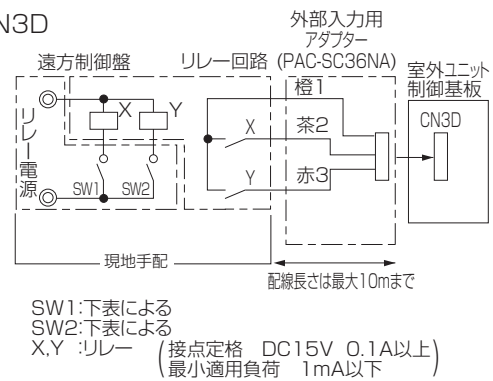 CN3D
外部入力用
アダプター
(PAC-SC36NA)
遠方制御盤
リレー回路
室外ユニット
制御基板
橙1
X
Y
X
茶2
CN3D
リレー電源
SW1
SW2
Y
赤3
現地手配
配線長さは最大10mまで
SW1:下表による
SW2:下表による
X,Y :リレー (接点定格 DC15V 0.1A以上
最小適用負荷 1mA以下)